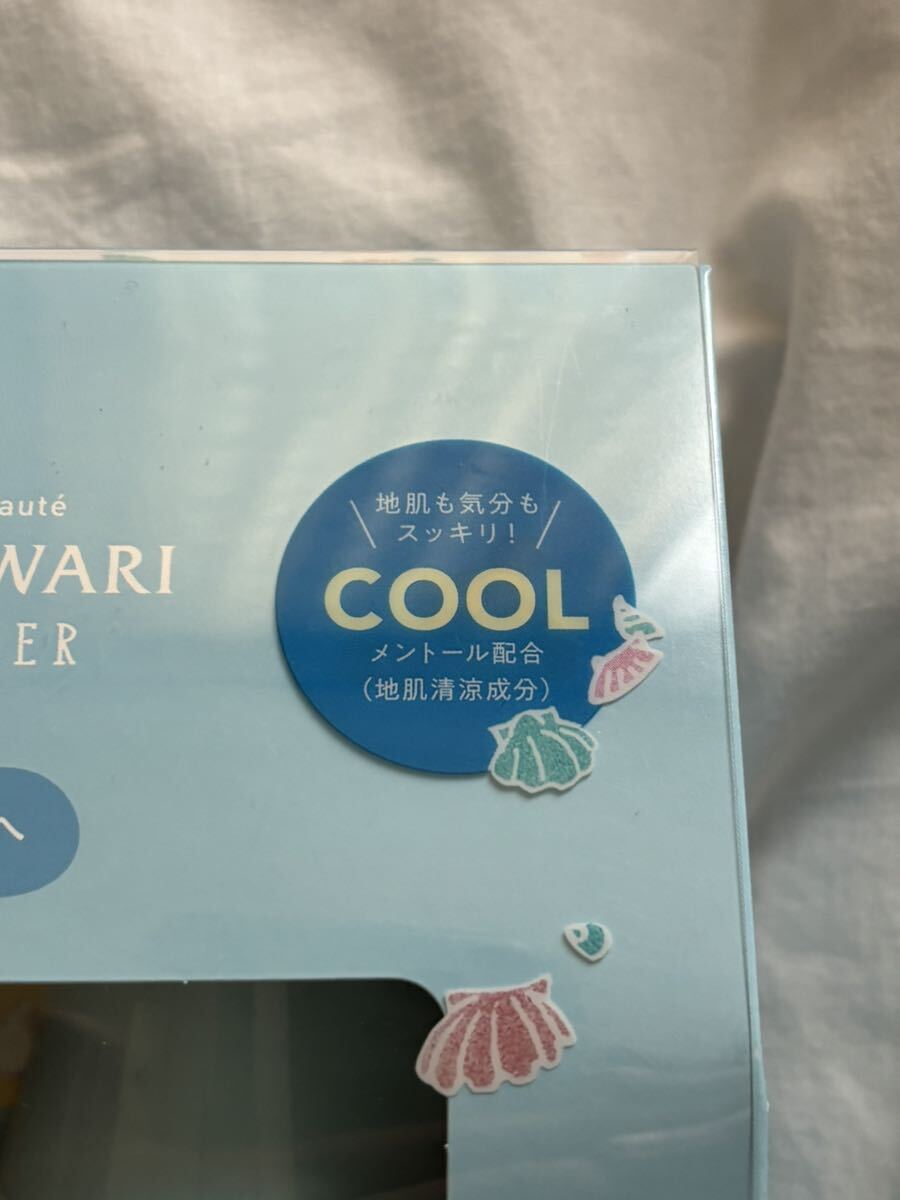 auté
WARI
ER
へ
地肌も気分も
スッキリ!
COOL
メントール配合
(地肌清涼成分)